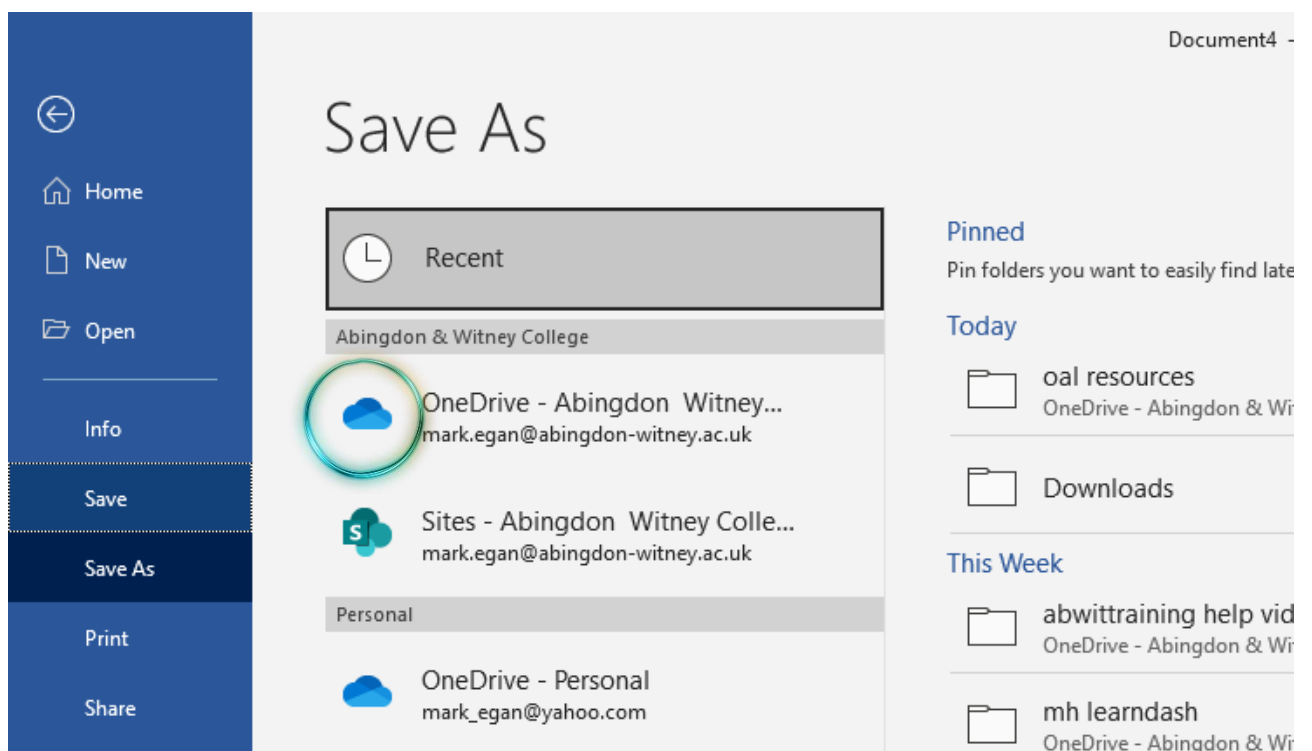 Document4 -
Save As
Home
New
Open
Info
Save
Save As
Print
Share
Recent
Abingdon & Witney College
OneDrive - Abingdon Witney...
mark.egan@abingdon-witney.ac.uk
S
Sites - Abingdon Witney Colle...
mark.egan@abingdon-witney.ac.uk
Personal
OneDrive - Personal
mark_egan@yahoo.com
Pinned
Pin folders you want to easily find late
Today
oal resources
OneDrive - Abingdon & Wit
Downloads
This Week
abwittraining help vid
OneDrive - Abingdon & Wit
mh learndash
OneDrive - Abingdon & Wit